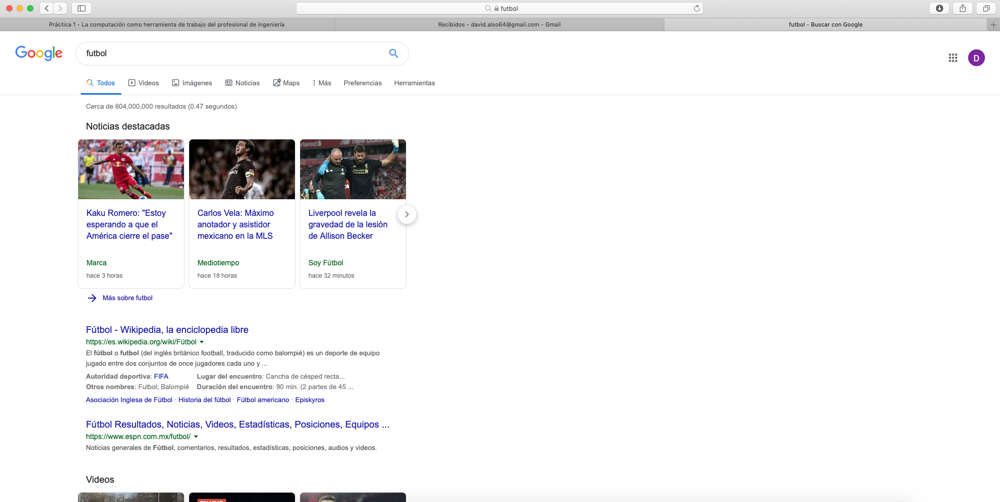 futbol
Práctica 1 - La computación como herramienta de trabajo del profesional de ingeniería
Recibidos - david.also64@gmail.com - Gmail
futbol - Buscar con Google
Google
futbol
D
Todos
Videos
Imágenes
Noticias
Maps
Más
Preferencias
Herramientas
Cerca de 604,000,000 resultados (0.47 segundos)
Noticias destacadas
Kaku Romero: "Estoy
esperando a que el
América cierre el pase"
Marca
hace 3 horas
Carlos Vela: Máximo
anotador y asistidor
mexicano en la MLS
Mediotiempo
hace 18 horas
Liverpool revela la
gravedad de la lesión
de Allison Becker
Soy Fútbol
hace 32 minutos
Más sobre futbol
Fútbol - Wikipedia, la enciclopedia libre
https://es.wikipedia.org/wiki/Fútbol
El fútbol o futbol (del inglés británico football, traducido como balompié) es un deporte de equipo
jugado entre dos conjuntos de once jugadores cada uno y ...
Autoridad deportiva: FIFA Lugar del encuentro: Cancha de césped recta...
Otros nombres: Futbol; Balompié Duración del encuentro: 90 min. (2 partes de 45 ...
Asociación Inglesa de Fútbol · Historia del fútbol · Fútbol americano · Episkyros
Fútbol Resultados, Noticias, Videos, Estadísticas, Posiciones, Equipos ...
https://www.espn.com.mx/futbol/
Noticias generales de Fútbol, comentarios, resultados, estadísticas, posiciones, audios y videos.
Videos
EN VIVO